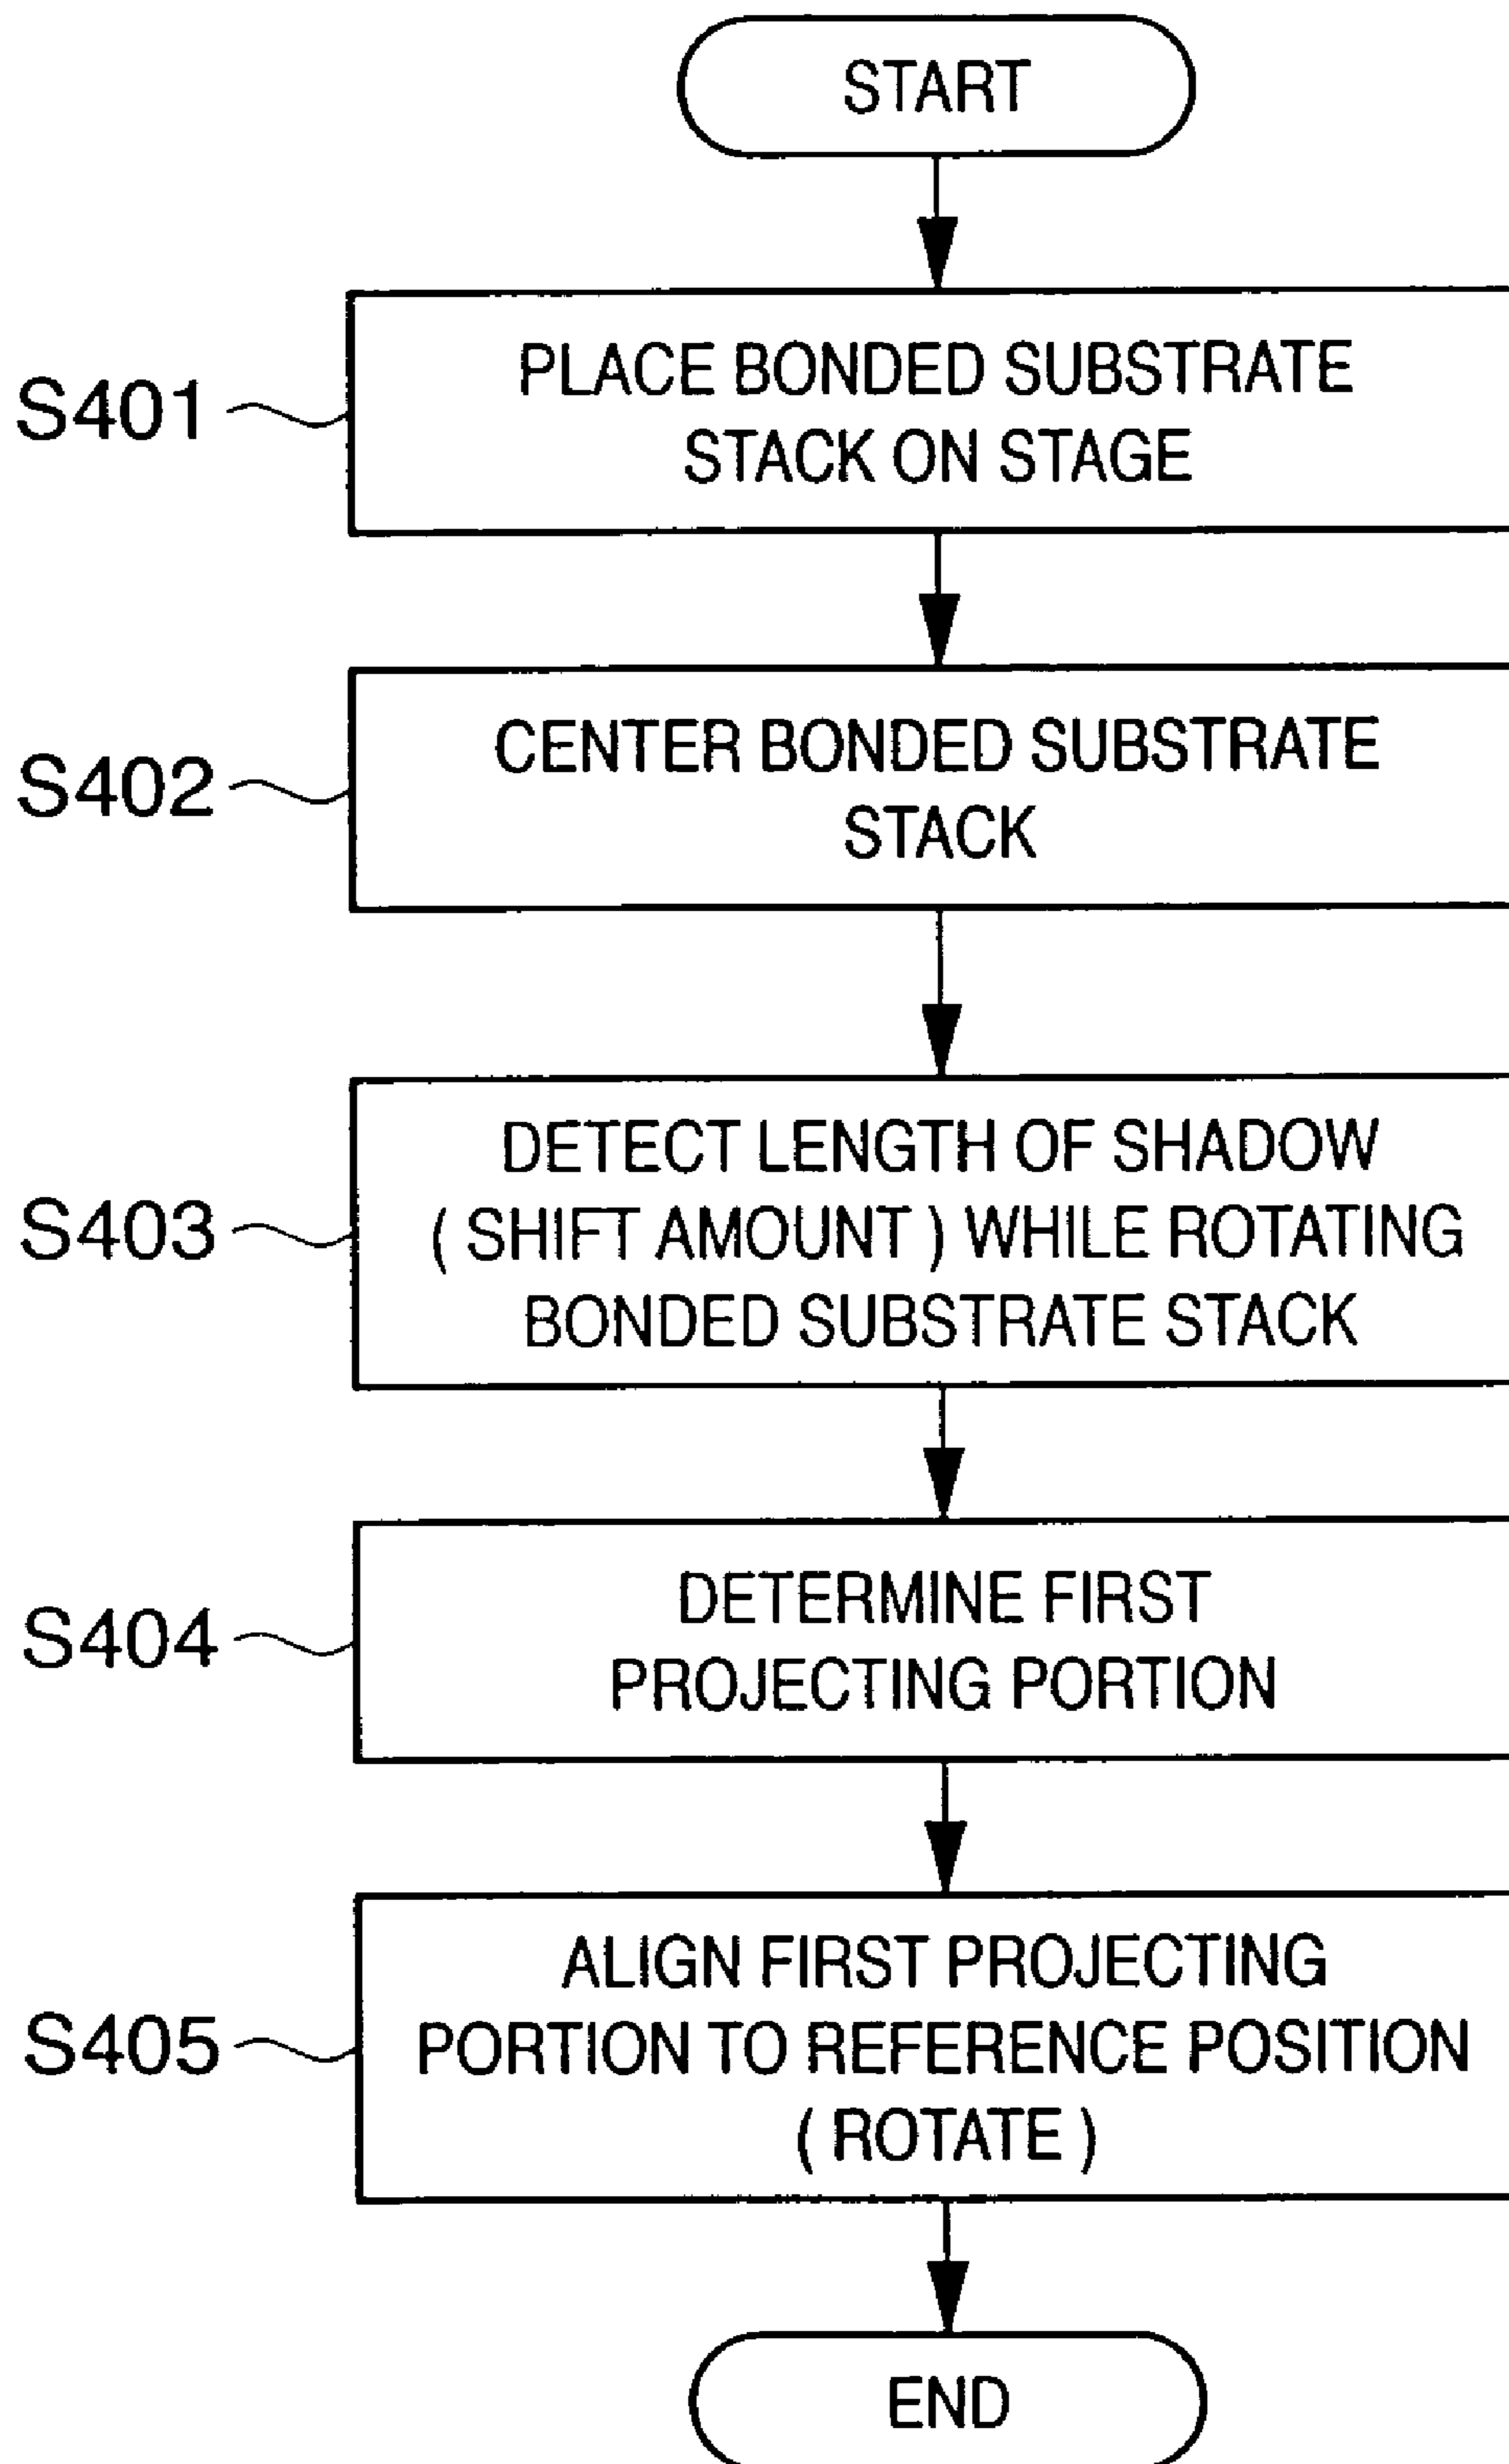 START
S401
PLACE BONDED SUBSTRATE
STACK ON STAGE
S402
CENTER BONDED SUBSTRATE
STACK
S403
DETECT LENGTH OF SHADOW
( SHIFT AMOUNT ) WHILE ROTATING
BONDED SUBSTRATE STACK
S404
DETERMINE FIRST
PROJECTING PORTION
S405
ALIGN FIRST PROJECTING
PORTION TO REFERENCE POSITION
( ROTATE )
END